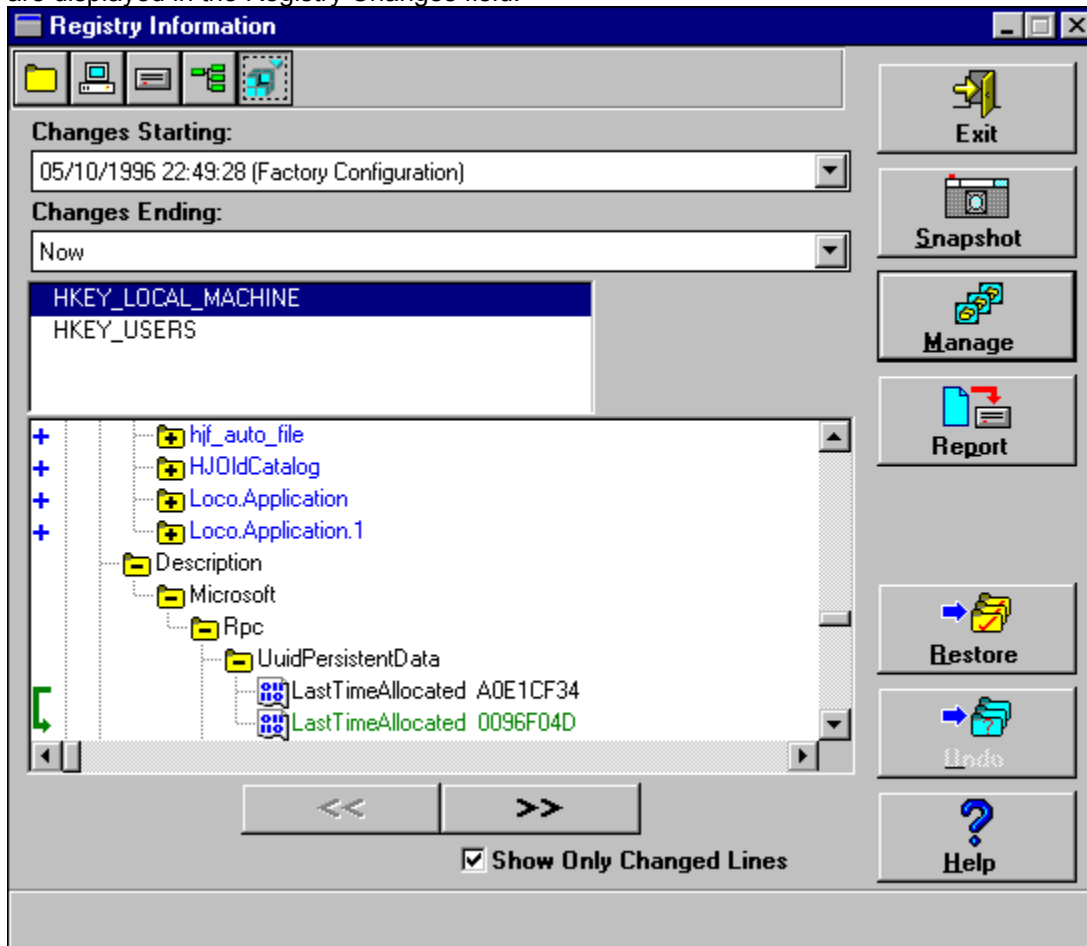 are displayed in the Registry Changes field.
Registry Information
Changes Starting:
05/10/1996 22:49:28 (Factory Configuration)
Changes Ending:
Now
HKEY_LOCAL_MACHINE
HKEY_USERS
hjf_auto_file
HJOldCatalog
Loco.Application
Loco.Application.1
Description
Microsoft
Rpc
UuidPersistentData
LastTimeAllocated A0E1CF34
LastTimeAllocated 0096F04D
<< >>
Show Only Changed Lines
Exit
Snapshot
Manage
Report
Restore
Undo
Help